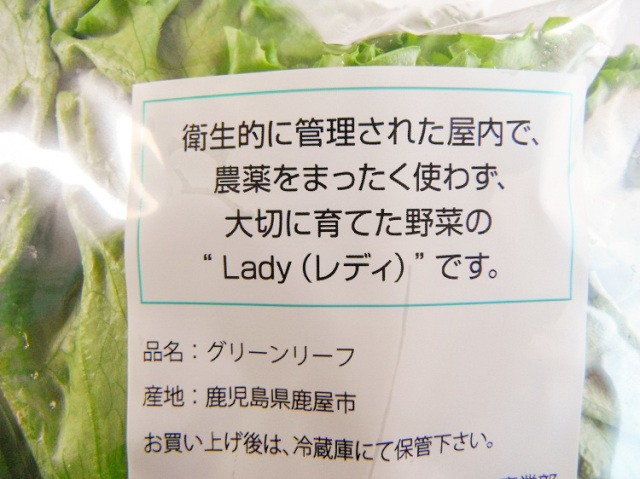 衛生的に管理された屋内で、
農薬をまったく使わず、
大切に育てた野菜の
“ Lady（レディ）” です。
品名：グリーンリーフ
産地：鹿児島県鹿屋市
お買い上げ後は、冷蔵庫にて保管下さい。